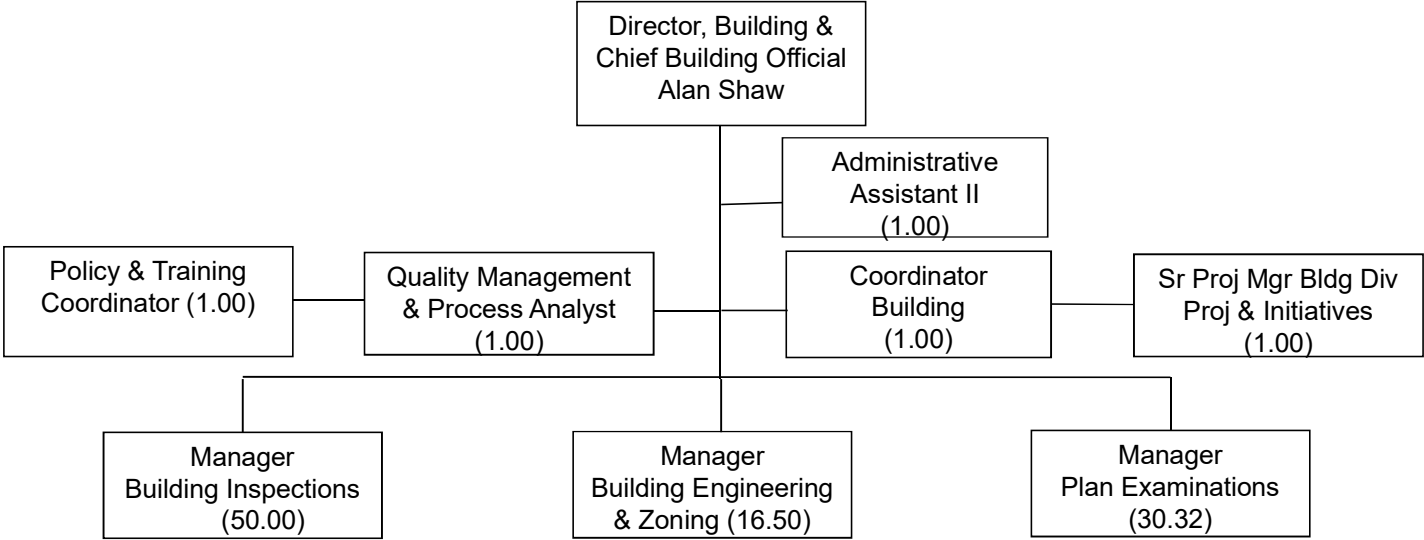 Director, Building &
Chief Building Official
Alan Shaw
Administrative
Assistant II
(1.00)
Policy & Training
Coordinator (1.00)
Quality Management
& Process Analyst
(1.00)
Coordinator
Building
(1.00)
Sr Proj Mgr Bldg Div
Proj & Initiatives
(1.00)
Manager
Building Inspections
(50.00)
Manager
Building Engineering
& Zoning (16.50)
Manager
Plan Examinations
(30.32)